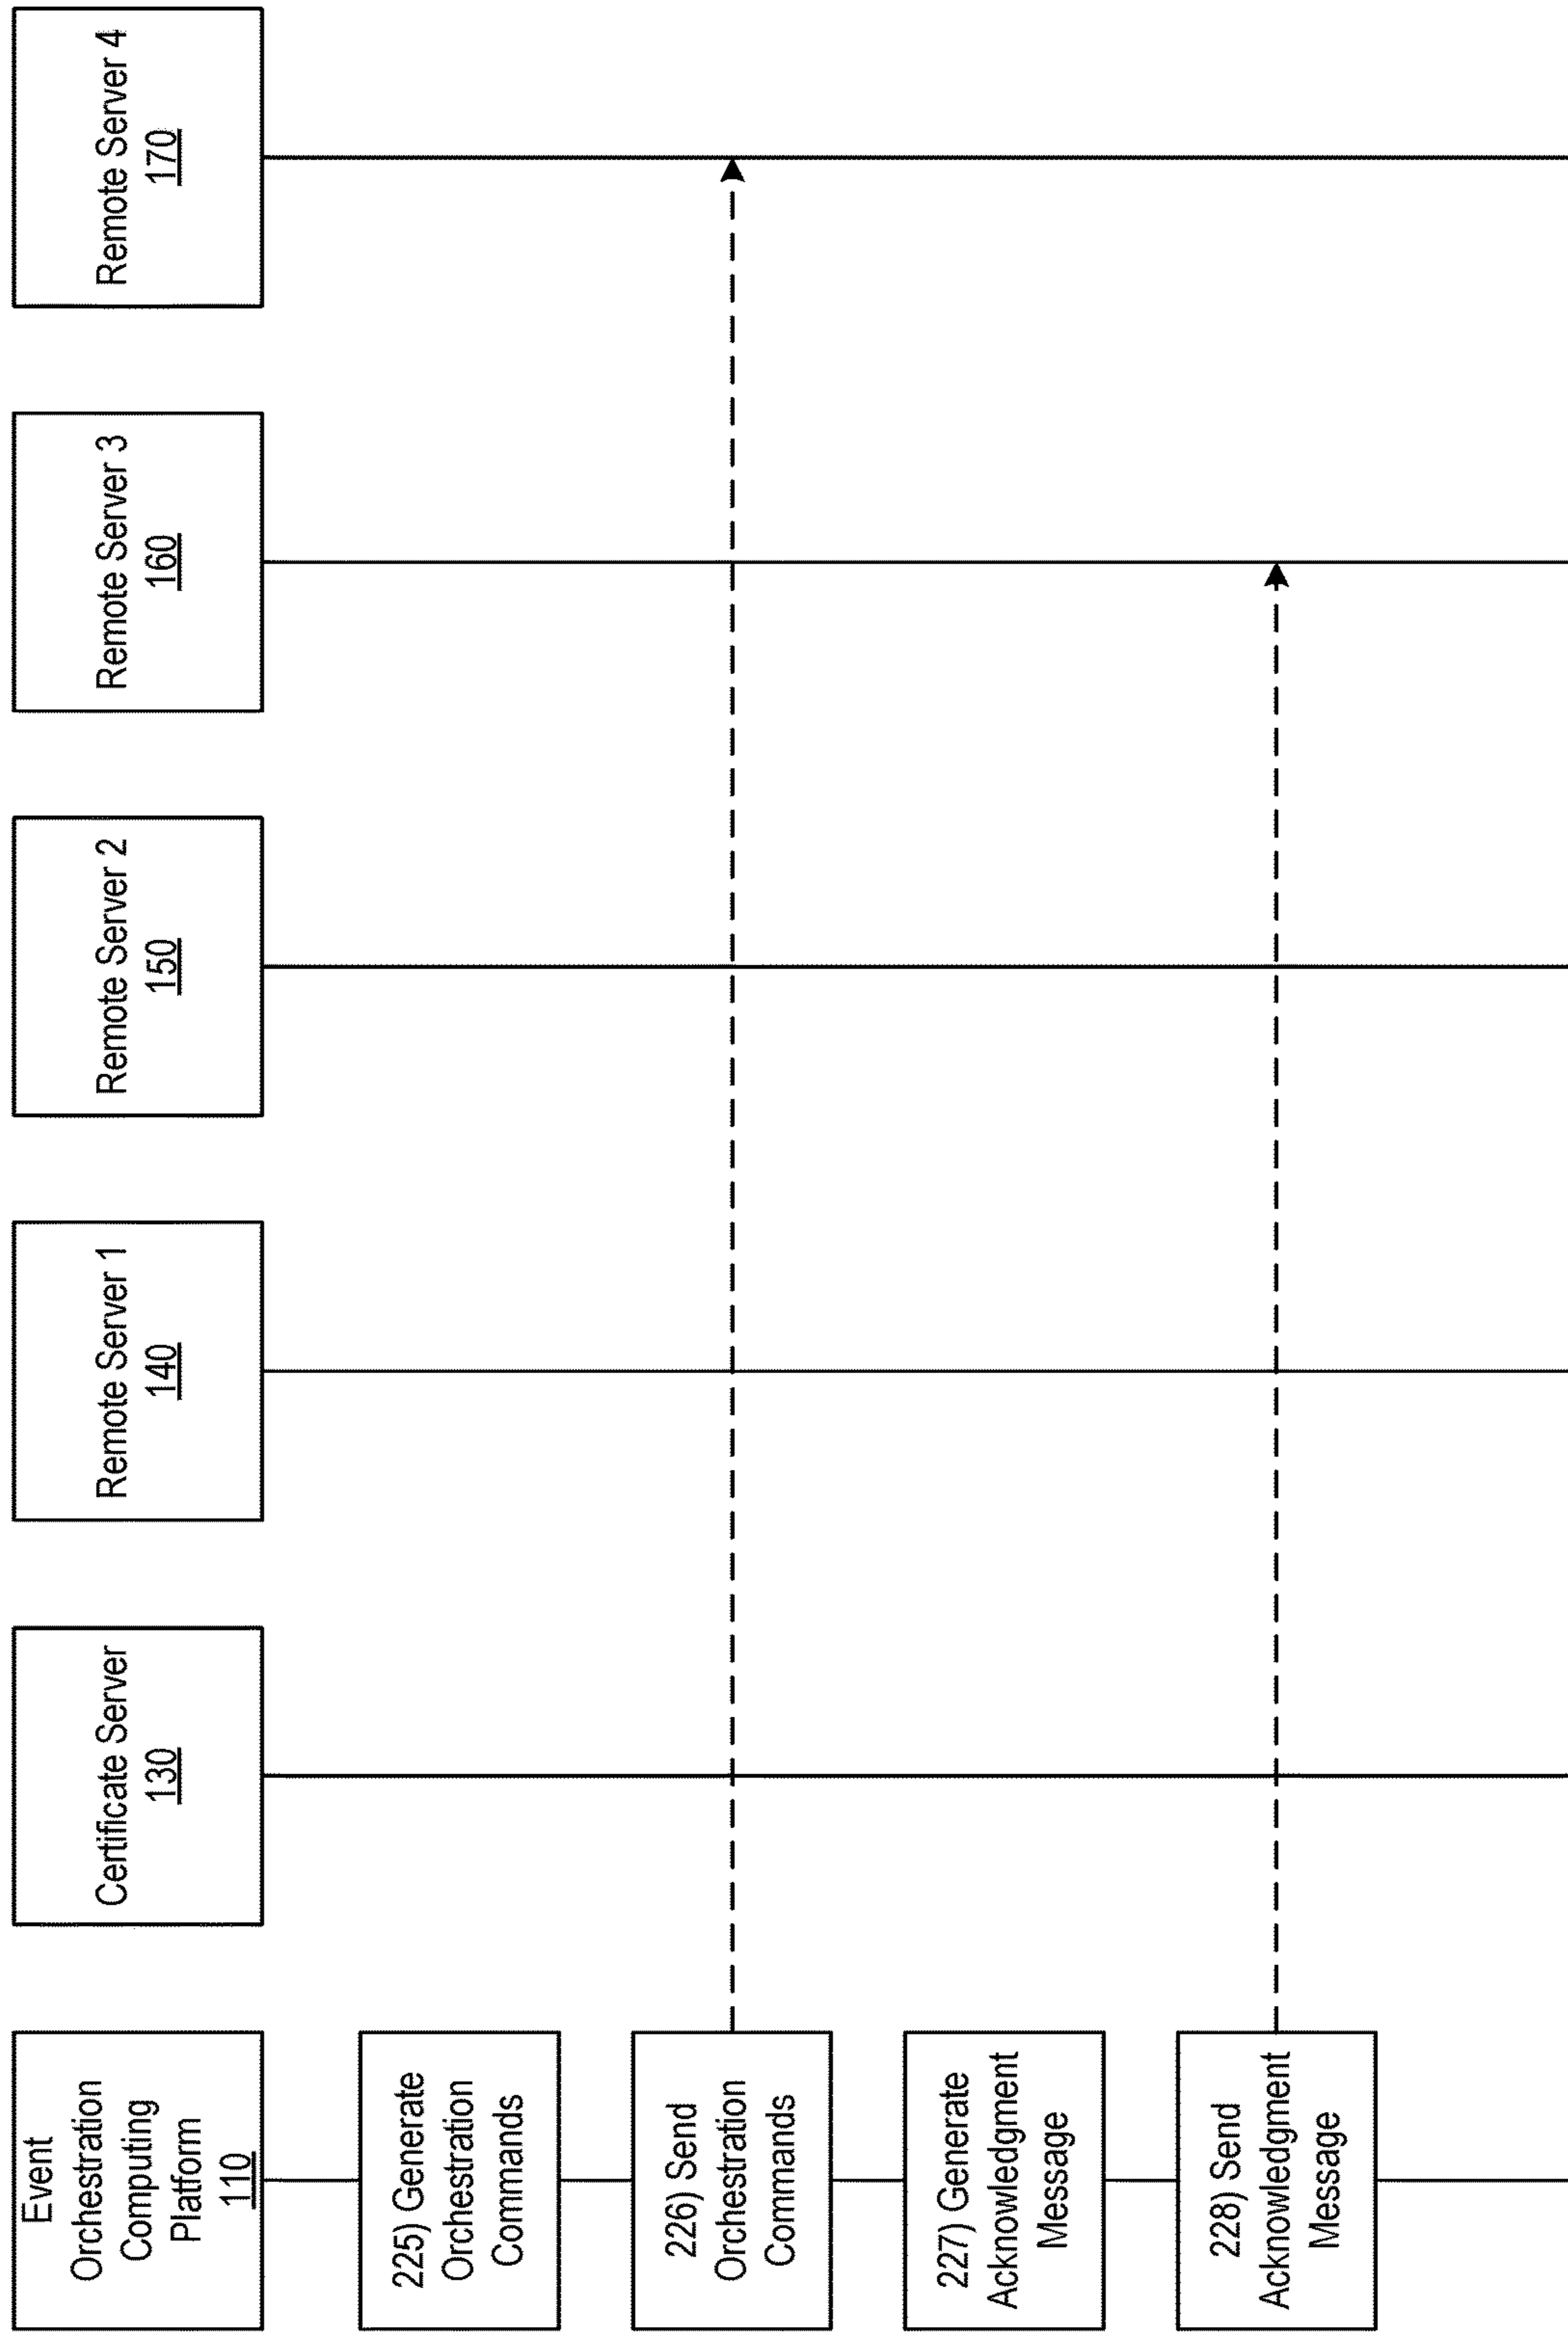 Event
Orchestration
Computing
Platform
110
Certificate Server
130
Remote Server 1
140
Remote Server 2
150
Remote Server 3
160
Remote Server 4
170
225) Generate
Orchestration
Commands
226) Send
Orchestration
Commands
227) Generate
Acknowledgment
Message
228) Send
Acknowledgment
Message